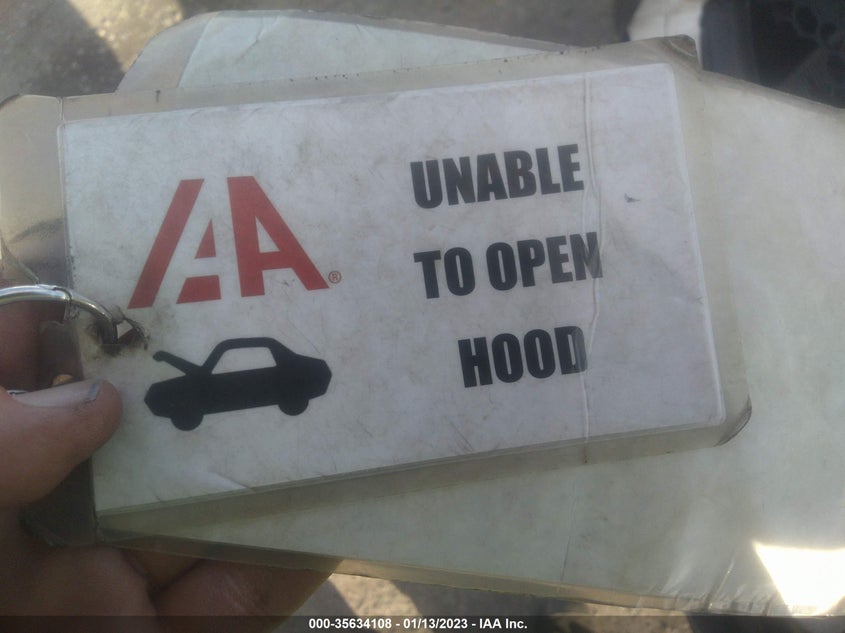 IAA®
UNABLE
TO OPEN
HOOD
000-35634108 - 01/13/2023 - IAA Inc.